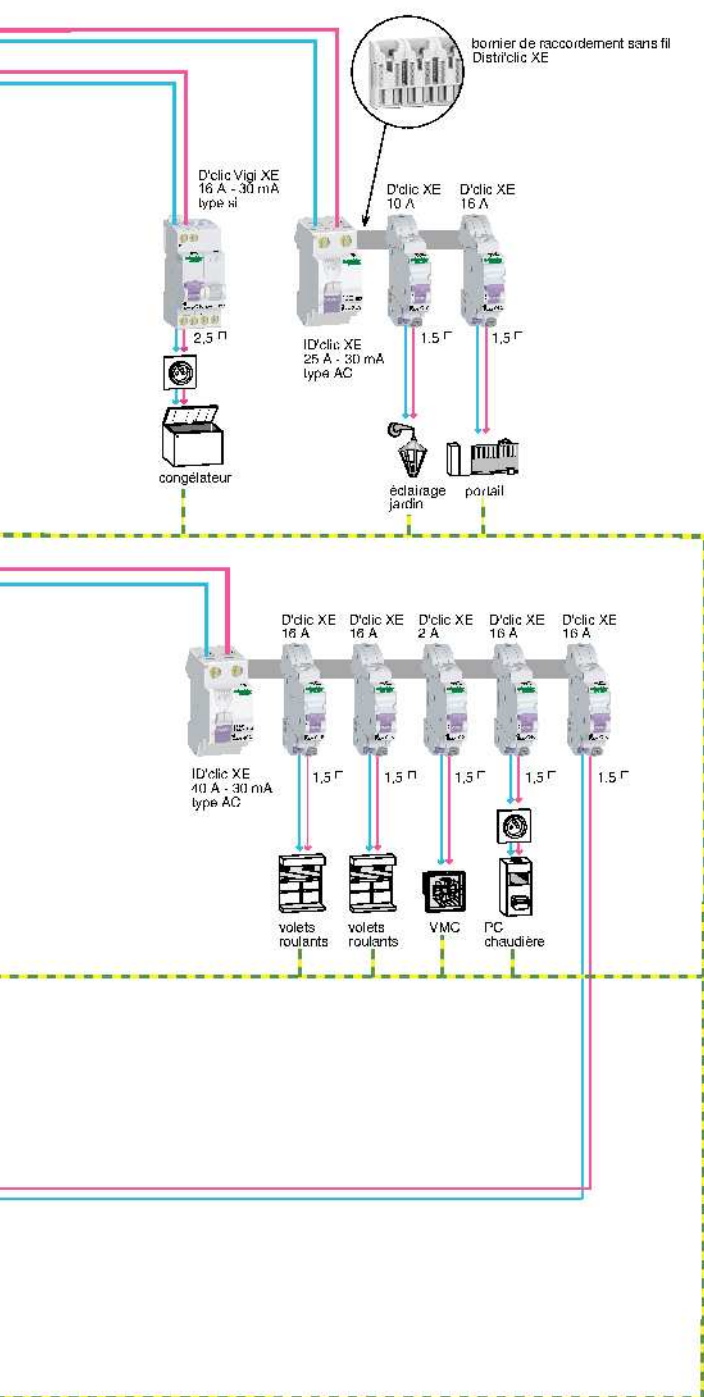 bornier de raccordement sans fil
Distri'clic XE
D'clic Vigi XE
16 A - 30 mA
type si
D'clic XE
10 A
D'clic XE
16 A
2,5
ID'clic XE
25 A - 30 mA
type AC
1,5
1,5
congélateur
éclairage
jardin
portail
D'clic XE
16 A
D'clic XE
16 A
D'clic XE
2 A
D'clic XE
16 A
D'clic XE
16 A
ID'clic XE
40 A - 30 mA
type AC
1,5
1,5
1,5
1,5
1,5
volets
roulants
volets
roulants
VMC
PC
chaudière